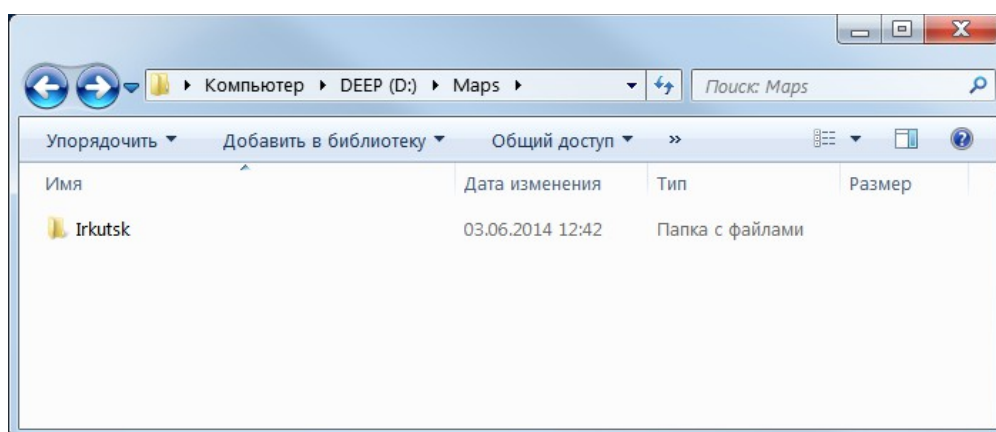 Компьютер DEEP (D:) Maps Поиск: Maps
Упорядочить Добавить в библиотеку Общий доступ »
Имя Дата изменения Тип Размер
Irkutsk 03.06.2014 12:42 Папка с файлами